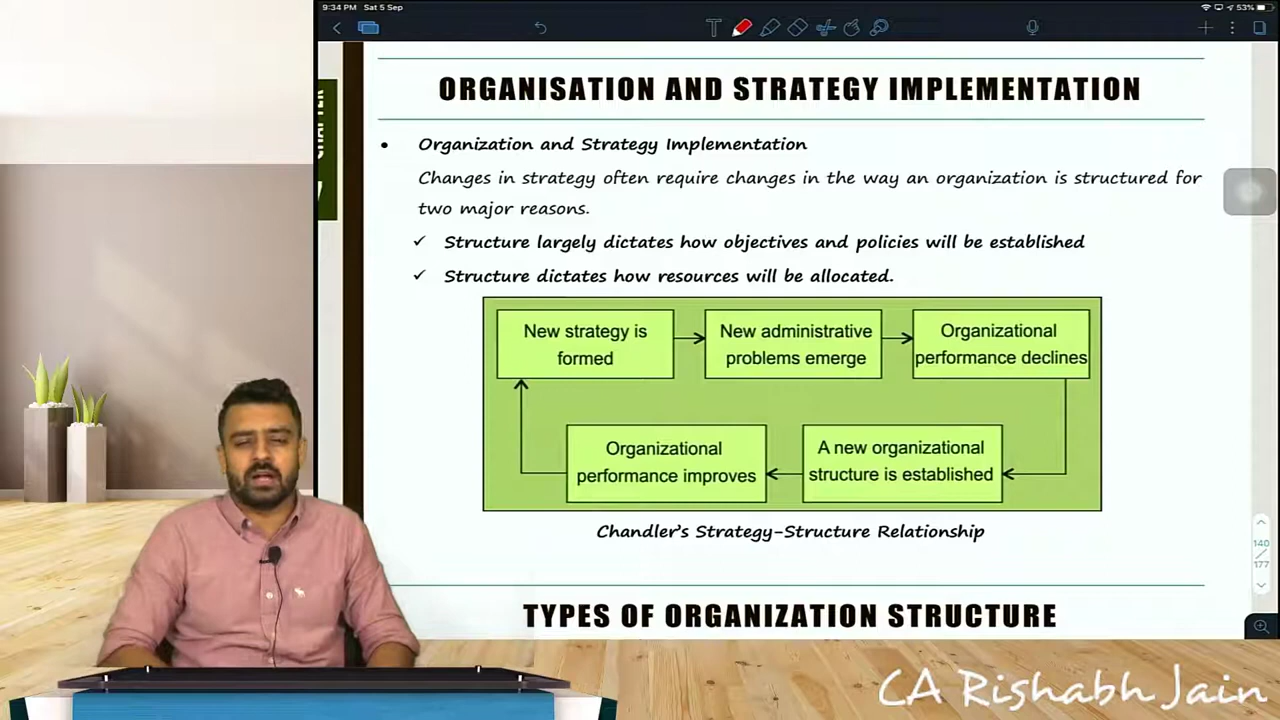 9:34 PM Sat 5 Sep
53%
CHAPTER
ORGANISATION AND STRATEGY IMPLEMENTATION
• Organization and Strategy Implementation
Changes in strategy often require changes in the way an organization is structured for
two major reasons.
✓ Structure largely dictates how objectives and policies will be established
✓ Structure dictates how resources will be allocated.
New strategy is
formed
New administrative
problems emerge
Organizational
performance declines
Organizational
performance improves
A new organizational
structure is established
Chandler's Strategy-Structure Relationship
140
/
177
TYPES OF ORGANIZATION STRUCTURE
CA Rishabh Jain